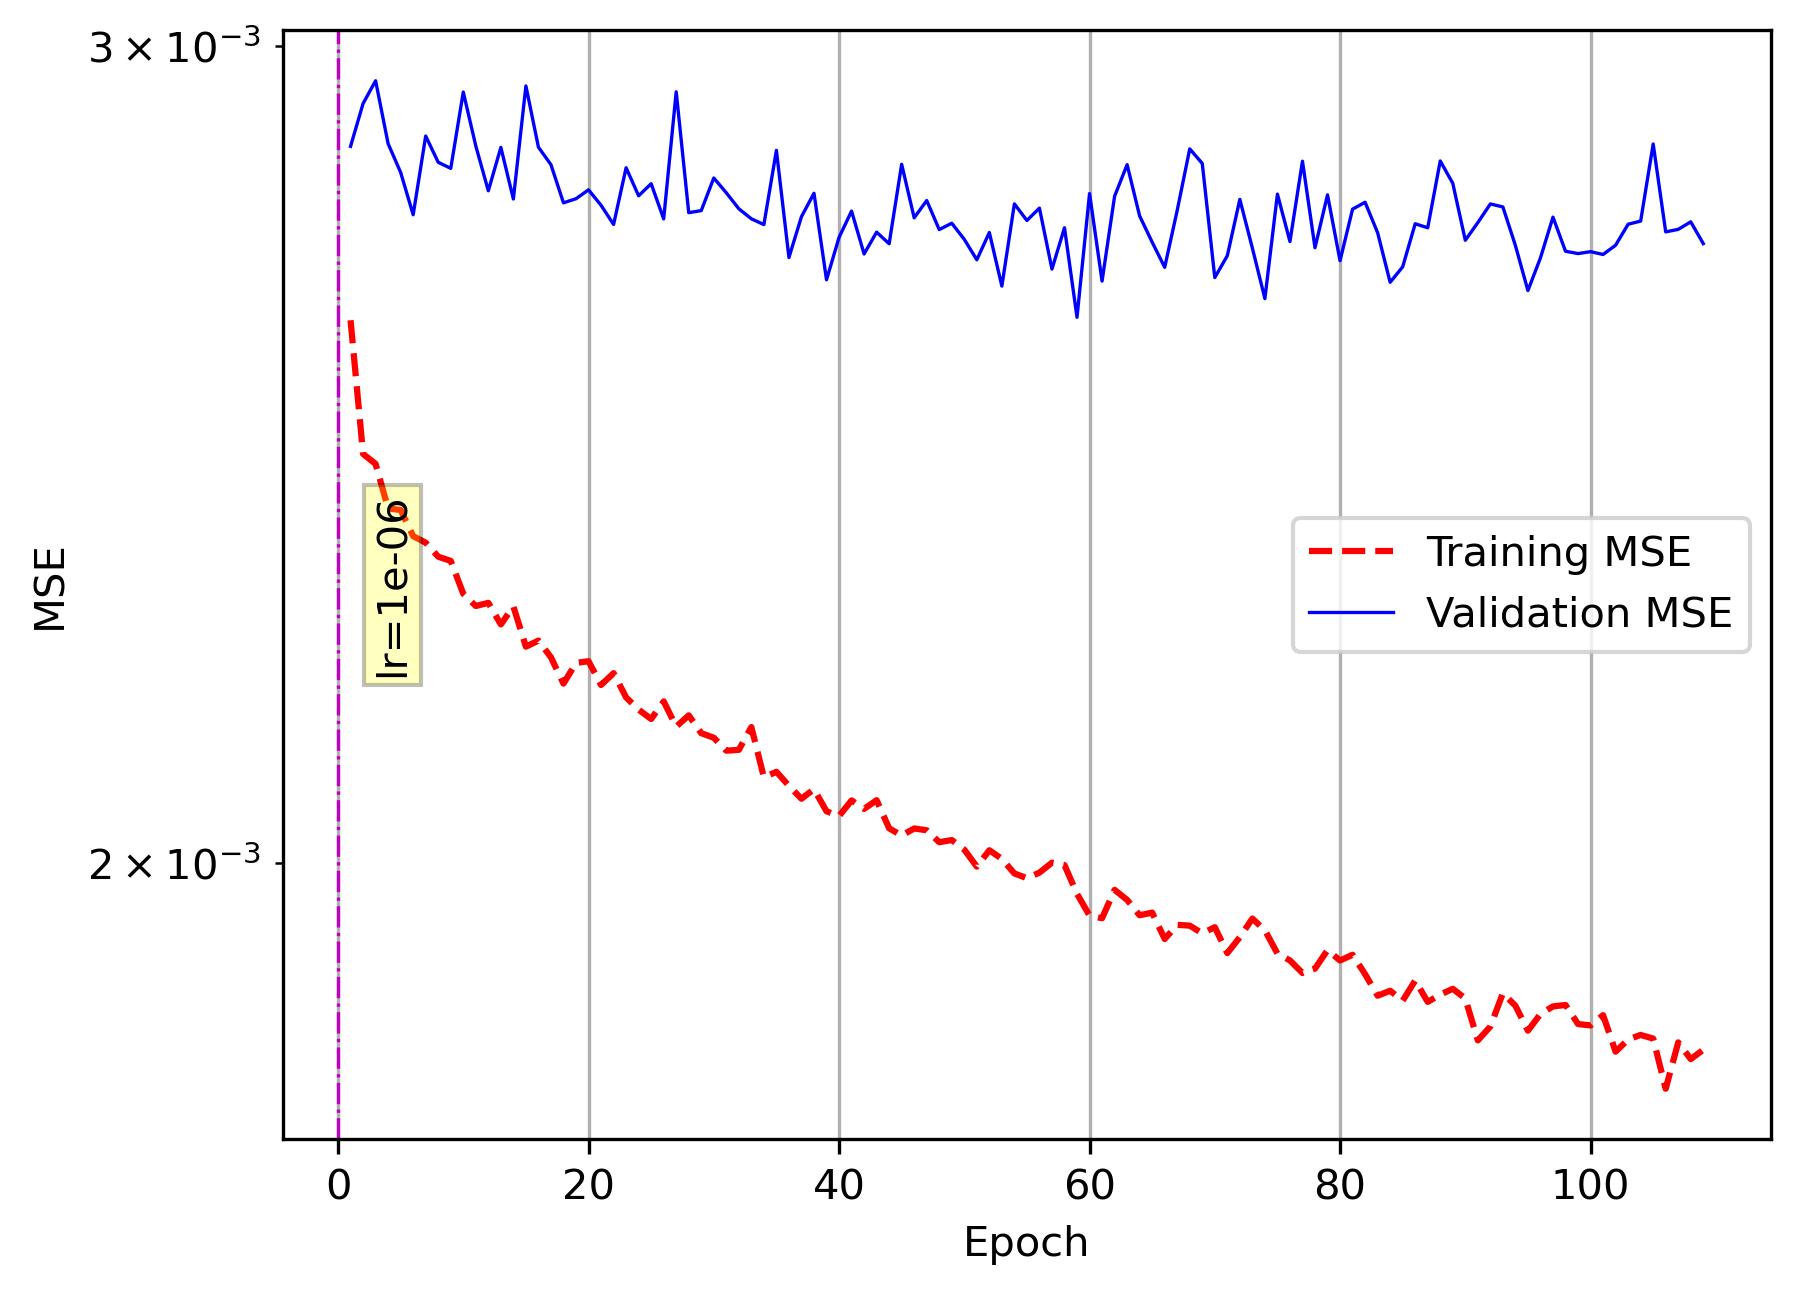 3 × 10⁻³
2 × 10⁻³
MSE
lr=1e-06
Training MSE
Validation MSE
0 20 40 60 80 100
Epoch